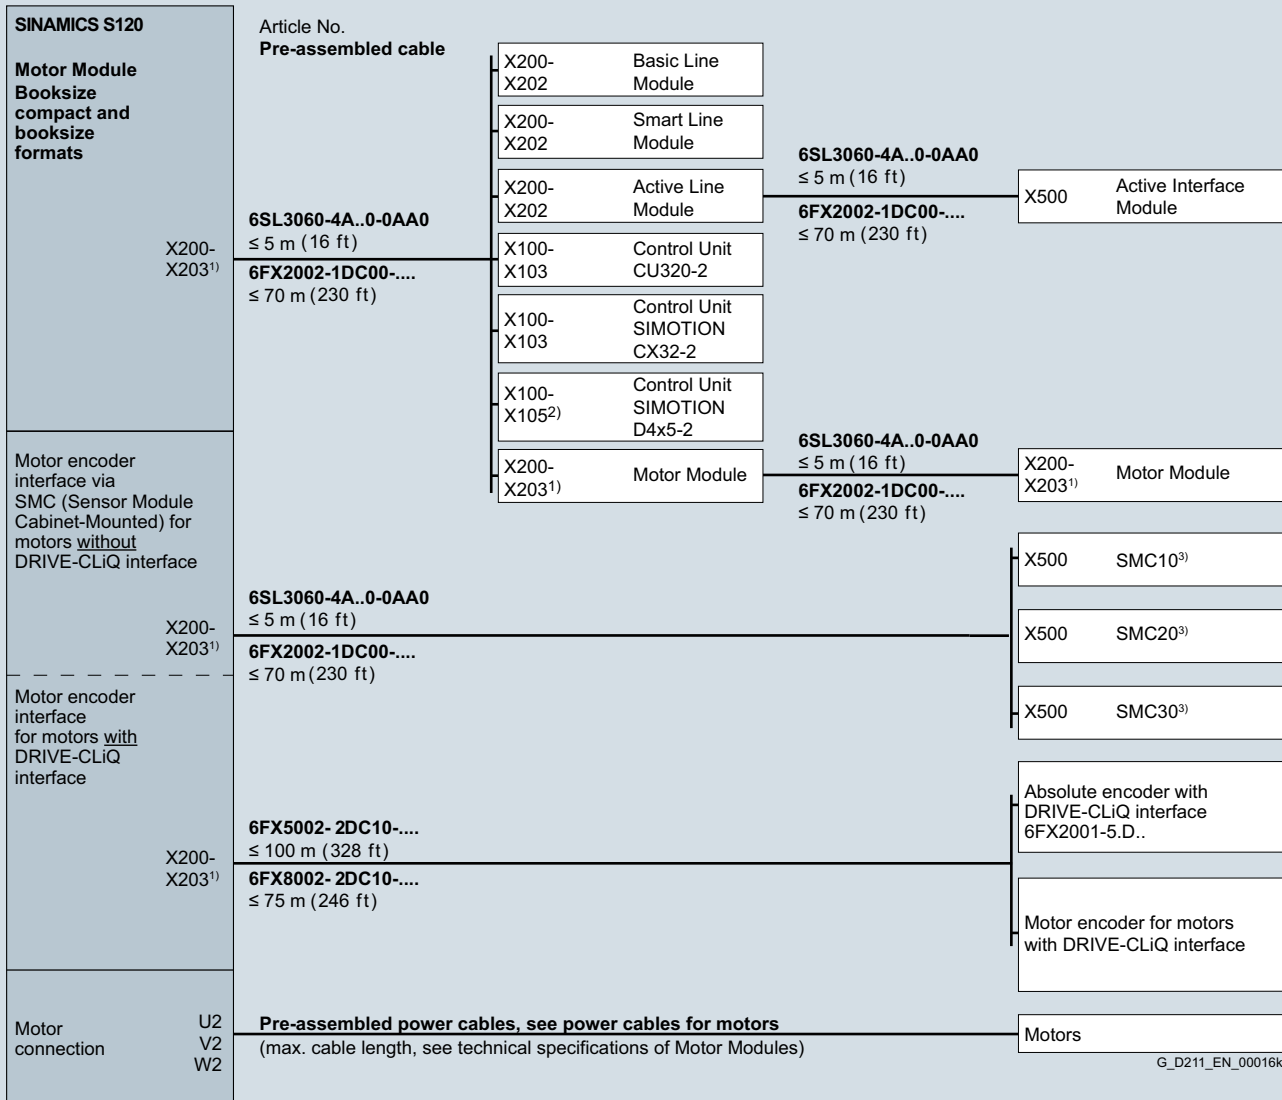 SINAMICS S120
Motor Module
Booksize
compact and
booksize
formats
X200-
X203¹⁾
Article No.
Pre-assembled cable
6SL3060-4A..0-0AA0
≤ 5 m (16 ft)
6FX2002-1DC00-....
≤ 70 m (230 ft)
X200-
X202
Basic Line
Module
X200-
X202
Smart Line
Module
X200-
X202
Active Line
Module
6SL3060-4A..0-0AA0
≤ 5 m (16 ft)
6FX2002-1DC00-....
≤ 70 m (230 ft)
X500
Active Interface
Module
X100-
X103
Control Unit
CU320-2
X100-
X103
Control Unit
SIMOTION
CX32-2
X100-
X105²⁾
Control Unit
SIMOTION
D4x5-2
X200-
X203¹⁾
Motor Module
6SL3060-4A..0-0AA0
≤ 5 m (16 ft)
6FX2002-1DC00-....
≤ 70 m (230 ft)
X200-
X203¹⁾
Motor Module
Motor encoder
interface via
SMC (Sensor Module
Cabinet-Mounted) for
motors without
DRIVE-CLiQ interface
X200-
X203¹⁾
6SL3060-4A..0-0AA0
≤ 5 m (16 ft)
6FX2002-1DC00-....
≤ 70 m (230 ft)
X500 SMC10³⁾
X500 SMC20³⁾
X500 SMC30³⁾
Motor encoder
interface
for motors with
DRIVE-CLiQ
interface
X200-
X203¹⁾
6FX5002- 2DC10-....
≤ 100 m (328 ft)
6FX8002- 2DC10-....
≤ 75 m (246 ft)
Absolute encoder with
DRIVE-CLiQ interface
6FX2001-5.D..
Motor encoder for motors
with DRIVE-CLiQ interface
Motor
connection
U2
V2
W2
Pre-assembled power cables, see power cables for motors
(max. cable length, see technical specifications of Motor Modules)
Motors
G_D211_EN_00016k